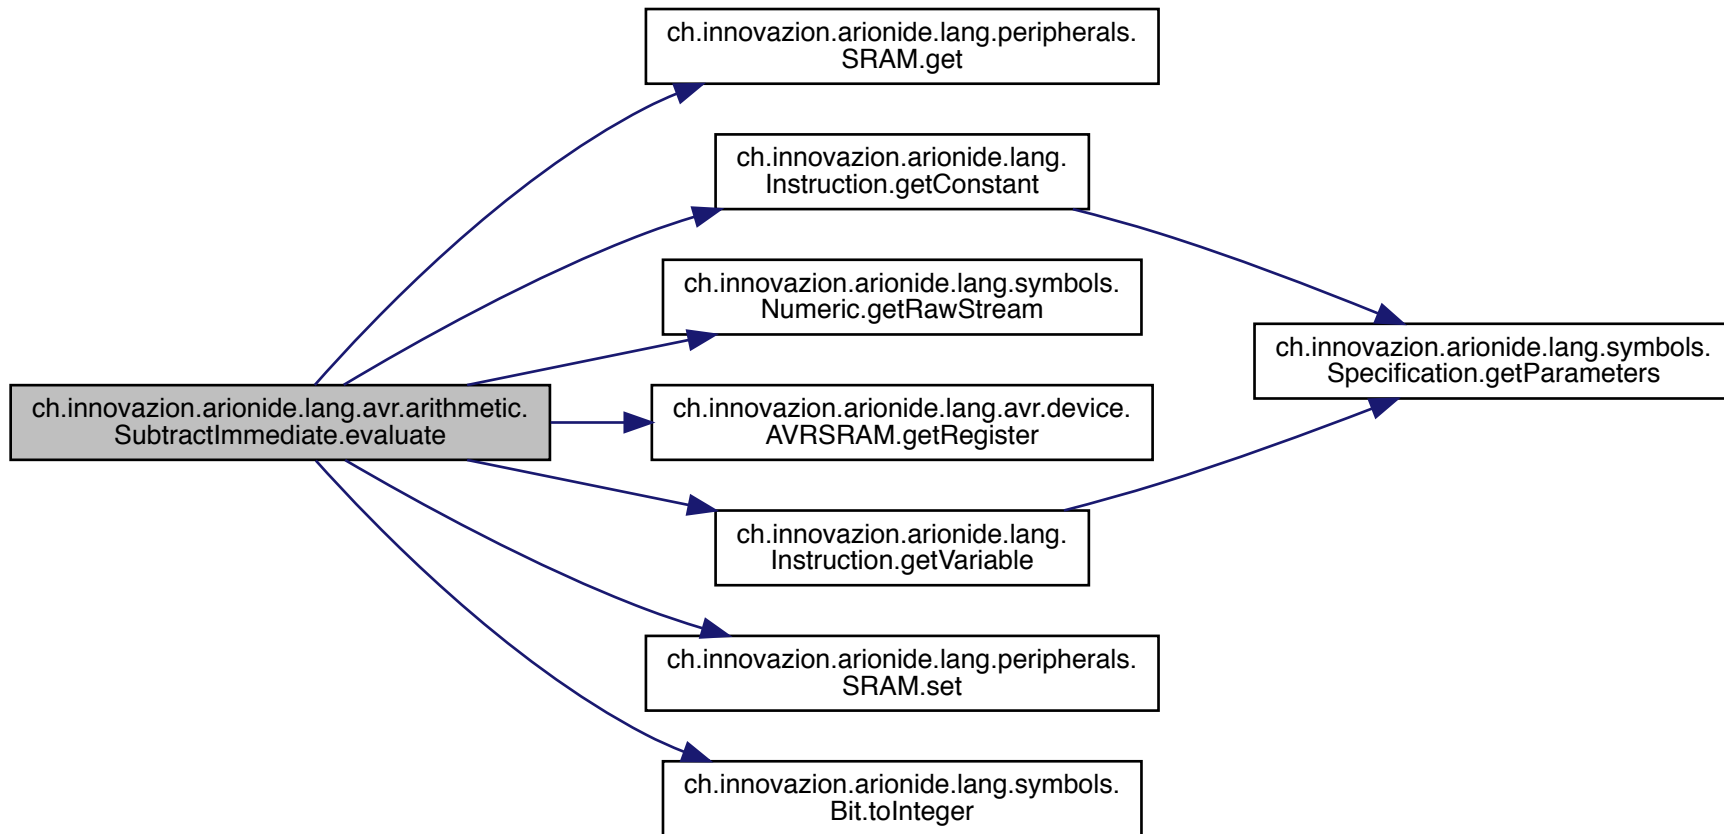 ch.innovazion.arionide.lang.peripherals.
SRAM.get
ch.innovazion.arionide.lang.
Instruction.getConstant
ch.innovazion.arionide.lang.symbols.
Numeric.getRawStream
ch.innovazion.arionide.lang.symbols.
Specification.getParameters
ch.innovazion.arionide.lang.avr.arithmetic.
SubtractImmediate.evaluate
ch.innovazion.arionide.lang.avr.device.
AVRSRAM.getRegister
ch.innovazion.arionide.lang.
Instruction.getVariable
ch.innovazion.arionide.lang.peripherals.
SRAM.set
ch.innovazion.arionide.lang.symbols.
Bit.toInteger